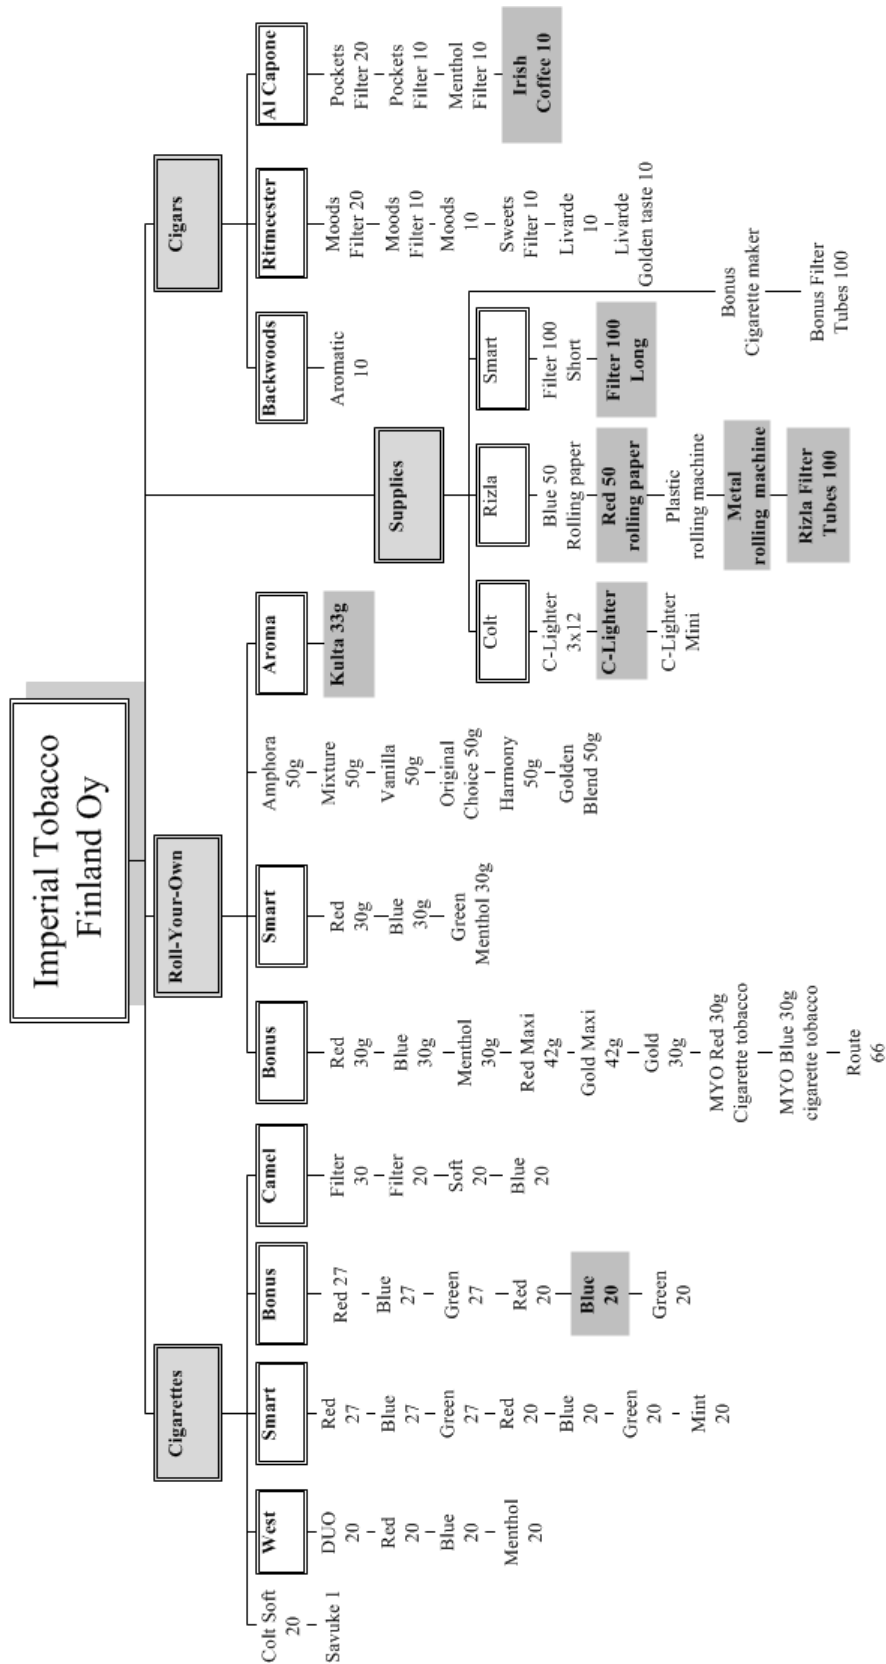 Imperial Tobacco
Finland Oy
Cigarettes
Colt Soft
20
Savuke 1
West
DUO
20
Red
20
Blue
20
Menthol
20
Smart
Red
27
Blue
27
Green
27
Red
20
Blue
20
Green
20
Mint
20
Bonus
Red 27
Blue
27
Green
27
Red
20
Blue
20
Green
20
Camel
Filter
30
Filter
20
Soft
20
Blue
20
Roll-Your-Own
Bonus
Red
30g
Blue
30g
Menthol
30g
Red Maxi
42g
Gold Maxi
42g
Gold
30g
MYO Red 30g
Cigarette tobacco
MYO Blue 30g
cigarette tobacco
Route
66
Smart
Red
30g
Blue
30g
Green
Menthol 30g
Amphora
50g
Mixture
50g
Vanilla
50g
Original
Choice 50g
Harmony
50g
Golden
Blend 50g
Aroma
Kulta 33g
Supplies
Colt
C-Lighter
3x12
C-Lighter
C-Lighter
Mini
Rizla
Blue 50
Rolling paper
Red 50
rolling paper
Plastic
rolling machine
Metal
rolling machine
Rizla Filter
Tubes 100
Smart
Filter 100
Short
Filter 100
Long
Bonus
Cigarette maker
Bonus Filter
Tubes 100
Cigars
Backwoods
Aromatic
10
Ritmeester
Moods
Filter 20
Moods
Filter 10
Moods
10
Sweets
Filter 10
Livarde
10
Livarde
Golden taste 10
Al Capone
Pockets
Filter 20
Pockets
Filter 10
Menthol
Filter 10
Irish
Coffee 10